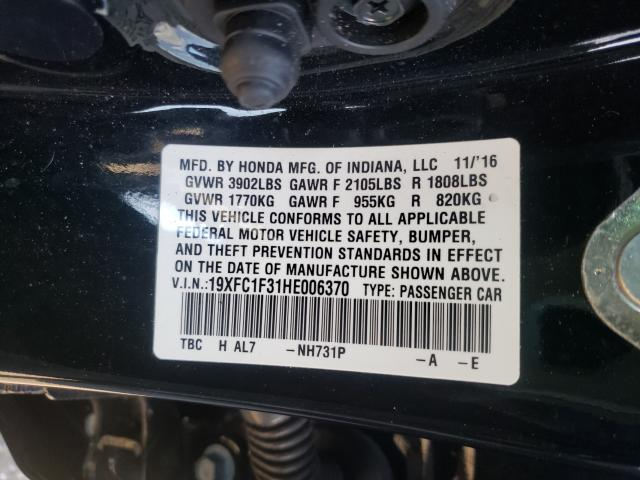 MFD. BY HONDA MFG. OF INDIANA, LLC 11/'16
GVWR 3902LBS GAWR F 2105LBS R 1808LBS
GVWR 1770KG GAWR F 955KG R 820KG
THIS VEHICLE CONFORMS TO ALL APPLICABLE
FEDERAL MOTOR VEHICLE SAFETY, BUMPER,
AND THEFT PREVENTION STANDARDS IN EFFECT
ON THE DATE OF MANUFACTURE SHOWN ABOVE.
V.I.N.:19XFC1F31HE006370 TYPE: PASSENGER CAR
TBC H AL7 -NH731P -A -E